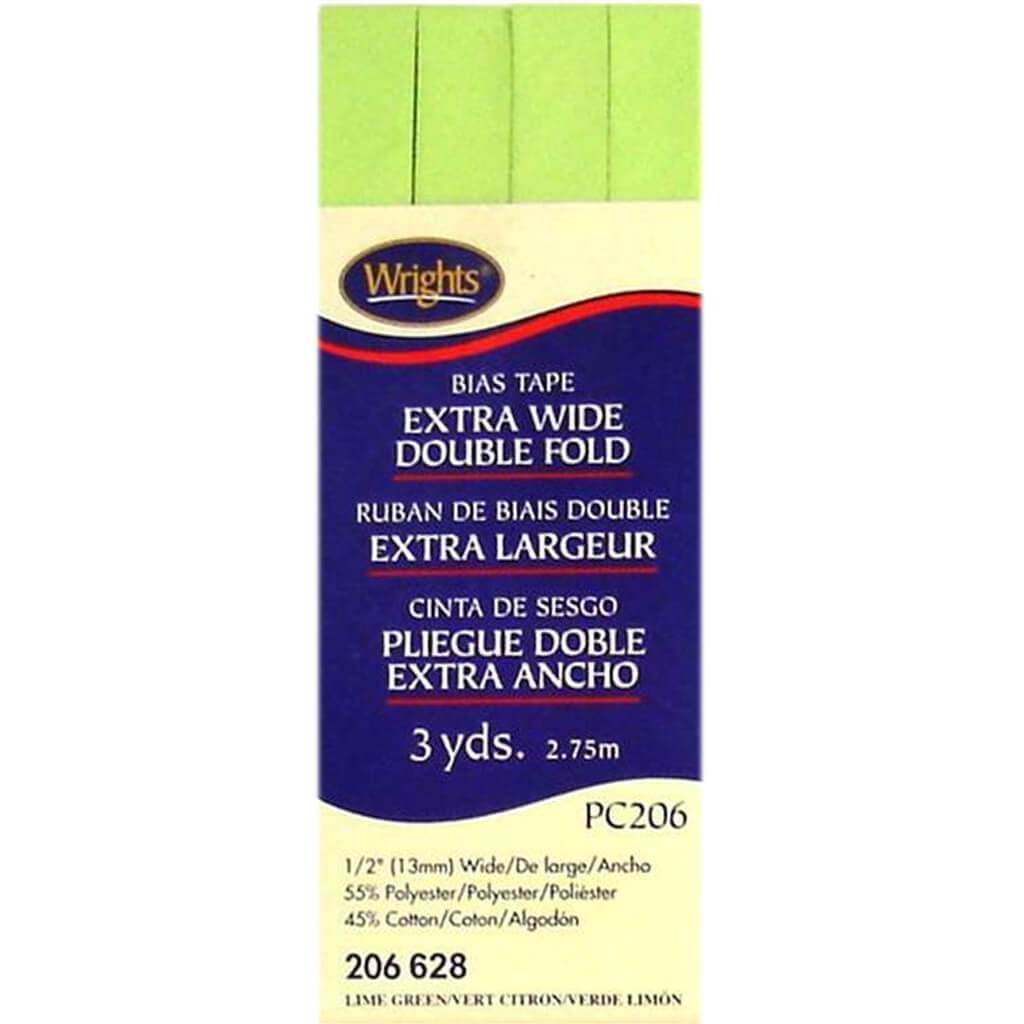 Wrights®
BIAS TAPE
EXTRA WIDE
DOUBLE FOLD
RUBAN DE BIAIS DOUBLE
EXTRA LARGEUR
CINTA DE SESGO
PLIEGUE DOBLE
EXTRA ANCHO
3 yds. 2.75m
PC206
1/2" (13mm) Wide/De large/Ancho
55% Polyester/Polyester/Poliéster
45% Cotton/Coton/Algodón
206 628
LIME GREEN/VERT CITRON/VERDE LIMÓN